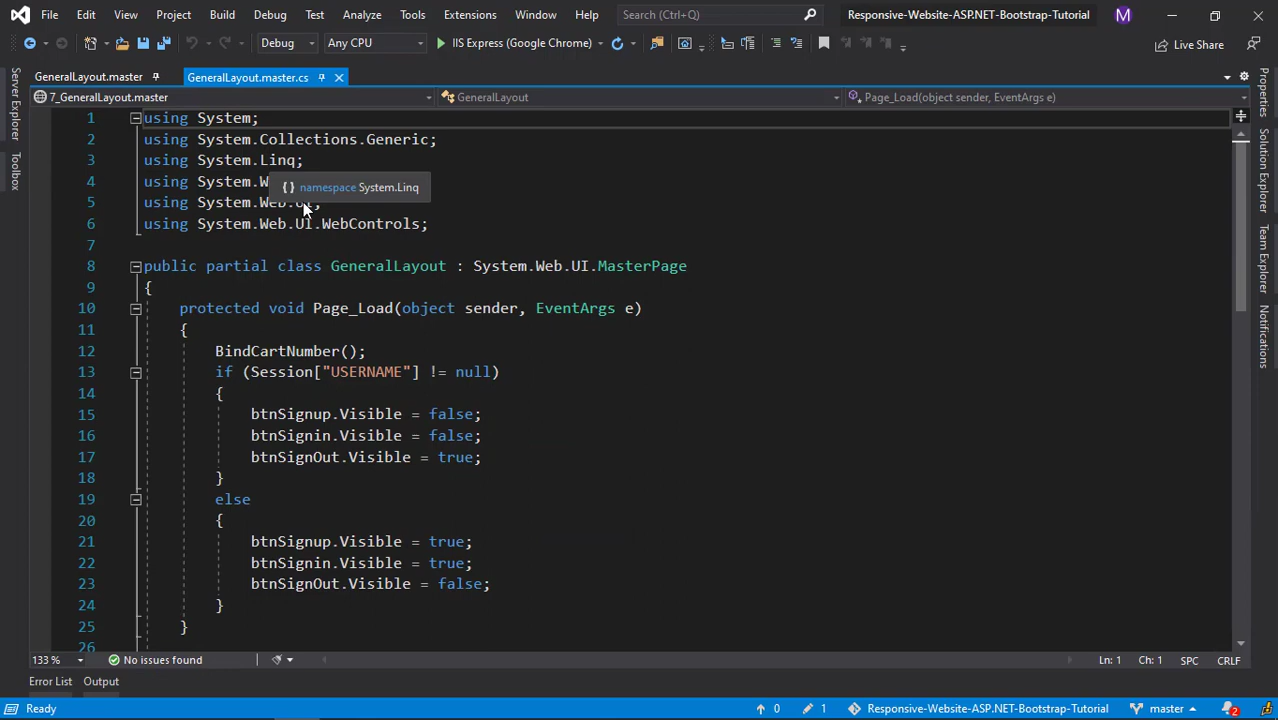 File Edit View Project Build Debug Test Analyze Tools Extensions Window Help Search (Ctrl+Q) Responsive-Website-ASP.NET-Bootstrap-Tutorial M
Debug Any CPU IIS Express (Google Chrome) Live Share
GeneralLayout.master GeneralLayout.master.cs
7_GeneralLayout.master GeneralLayout Page_Load(object sender, EventArgs e)
Server Explorer
Toolbox
Properties
Solution Explorer
Team Explorer
Notifications
1 using System;
2 using System.Collections.Generic;
3 using System.Linq;
4 using System.W
{ } namespace System.Linq
5 using System.Web.UI;
6 using System.Web.UI.WebControls;
7
8 public partial class GeneralLayout : System.Web.UI.MasterPage
9 {
10 protected void Page_Load(object sender, EventArgs e)
11 {
12 BindCartNumber();
13 if (Session["USERNAME"] != null)
14 {
15 btnSignup.Visible = false;
16 btnSignin.Visible = false;
17 btnSignOut.Visible = true;
18 }
19 else
20 {
21 btnSignup.Visible = true;
22 btnSignin.Visible = true;
23 btnSignOut.Visible = false;
24 }
25 }
26
133 % No issues found Ln: 1 Ch: 1 SPC CRLF
Error List Output
Ready 0 1 Responsive-Website-ASP.NET-Bootstrap-Tutorial master 2